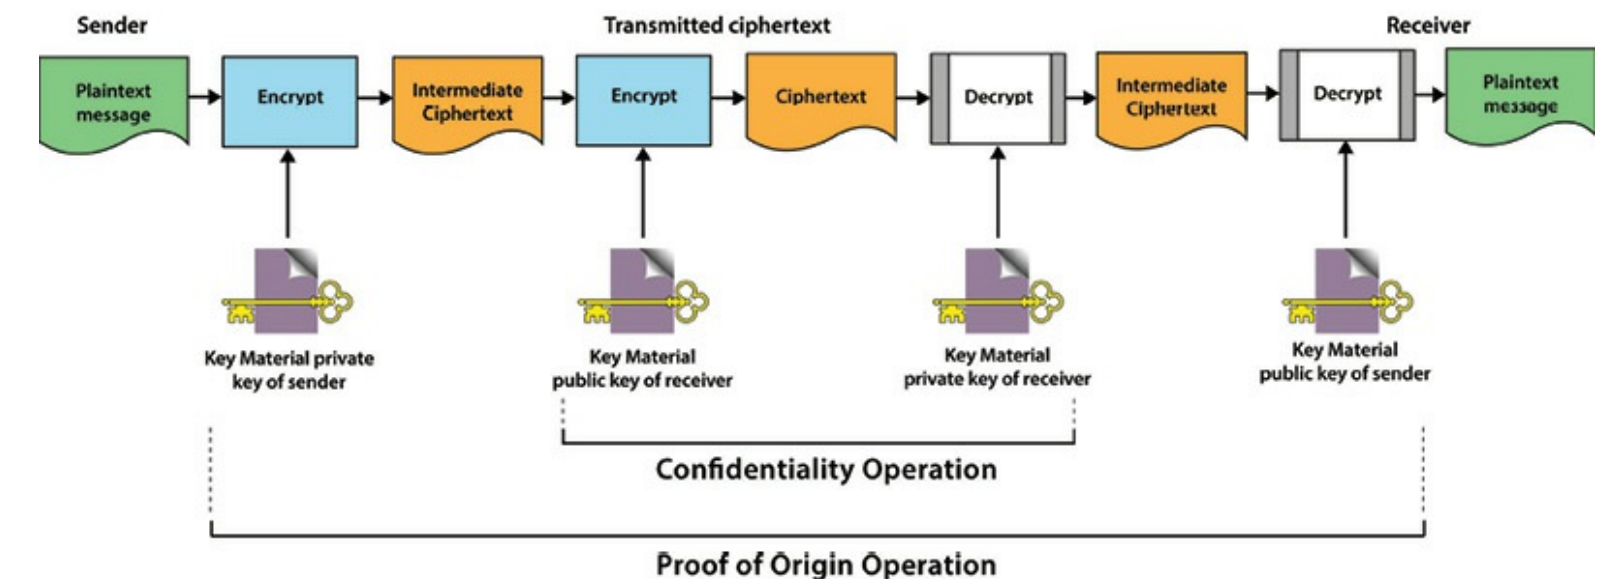 Sender
Transmitted ciphertext
Receiver
Plaintext
message
Encrypt
Intermediate
Ciphertext
Encrypt
Ciphertext
Decrypt
Intermediate
Ciphertext
Decrypt
Plaintext
message
Key Material private
key of sender
Key Material
public key of receiver
Key Material
private key of receiver
Key Material
public key of sender
Confidentiality Operation
Proof of Origin Operation